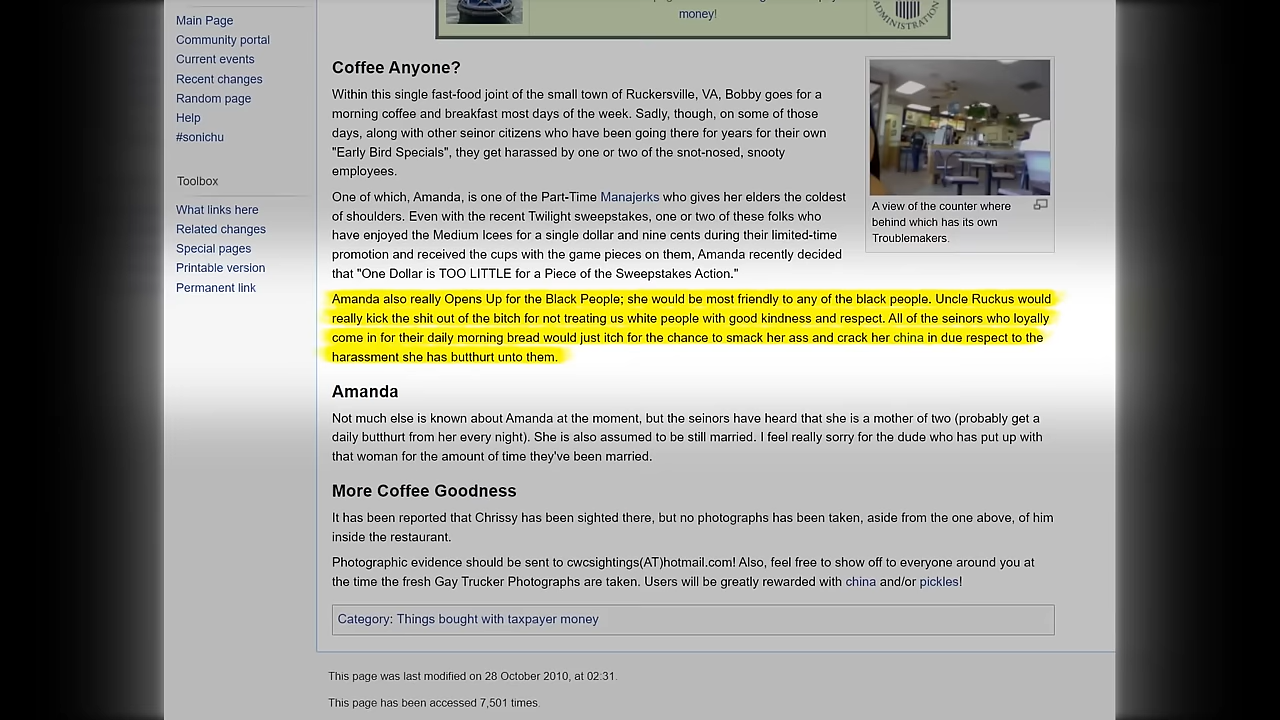 money!
ADMINISTRATION
Main Page
Community portal
Current events
Recent changes
Random page
Help
#sonichu
Toolbox
What links here
Related changes
Special pages
Printable version
Permanent link
Coffee Anyone?
Within this single fast-food joint of the small town of Ruckersville, VA, Bobby goes for a
morning coffee and breakfast most days of the week. Sadly, though, on some of those
days, along with other seinor citizens who have been going there for years for their own
"Early Bird Specials", they get harassed by one or two of the snot-nosed, snooty
employees.
One of which, Amanda, is one of the Part-Time Manajerks who gives her elders the coldest
of shoulders. Even with the recent Twilight sweepstakes, one or two of these folks who
have enjoyed the Medium Icees for a single dollar and nine cents during their limited-time
promotion and received the cups with the game pieces on them, Amanda recently decided
that "One Dollar is TOO LITTLE for a Piece of the Sweepstakes Action."
A view of the counter where
behind which has its own
Troublemakers.
Amanda also really Opens Up for the Black People; she would be most friendly to any of the black people. Uncle Ruckus would
really kick the shit out of the bitch for not treating us white people with good kindness and respect. All of the seinors who loyally
come in for their daily morning bread would just itch for the chance to smack her ass and crack her china in due respect to the
harassment she has butthurt unto them.
Amanda
Not much else is known about Amanda at the moment, but the seinors have heard that she is a mother of two (probably get a
daily butthurt from her every night). She is also assumed to be still married. I feel really sorry for the dude who has put up with
that woman for the amount of time they've been married.
More Coffee Goodness
It has been reported that Chrissy has been sighted there, but no photographs has been taken, aside from the one above, of him
inside the restaurant.
Photographic evidence should be sent to cwcsightings(AT)hotmail.com! Also, feel free to show off to everyone around you at
the time the fresh Gay Trucker Photographs are taken. Users will be greatly rewarded with china and/or pickles!
Category: Things bought with taxpayer money
This page was last modified on 28 October 2010, at 02:31.
This page has been accessed 7,501 times.